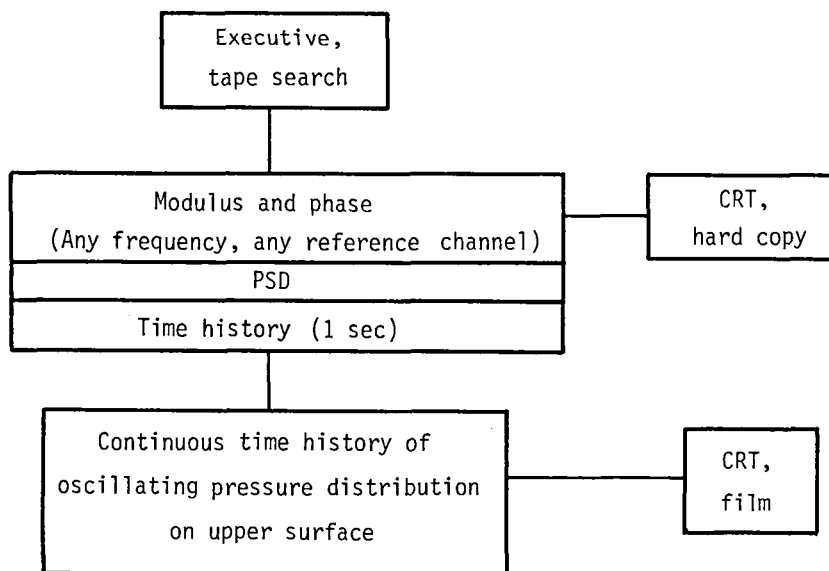 Executive,
tape search
Modulus and phase
(Any frequency, any reference channel)
CRT,
hard copy
PSD
Time history (1 sec)
Continuous time history of
oscillating pressure distribution
on upper surface
CRT,
film